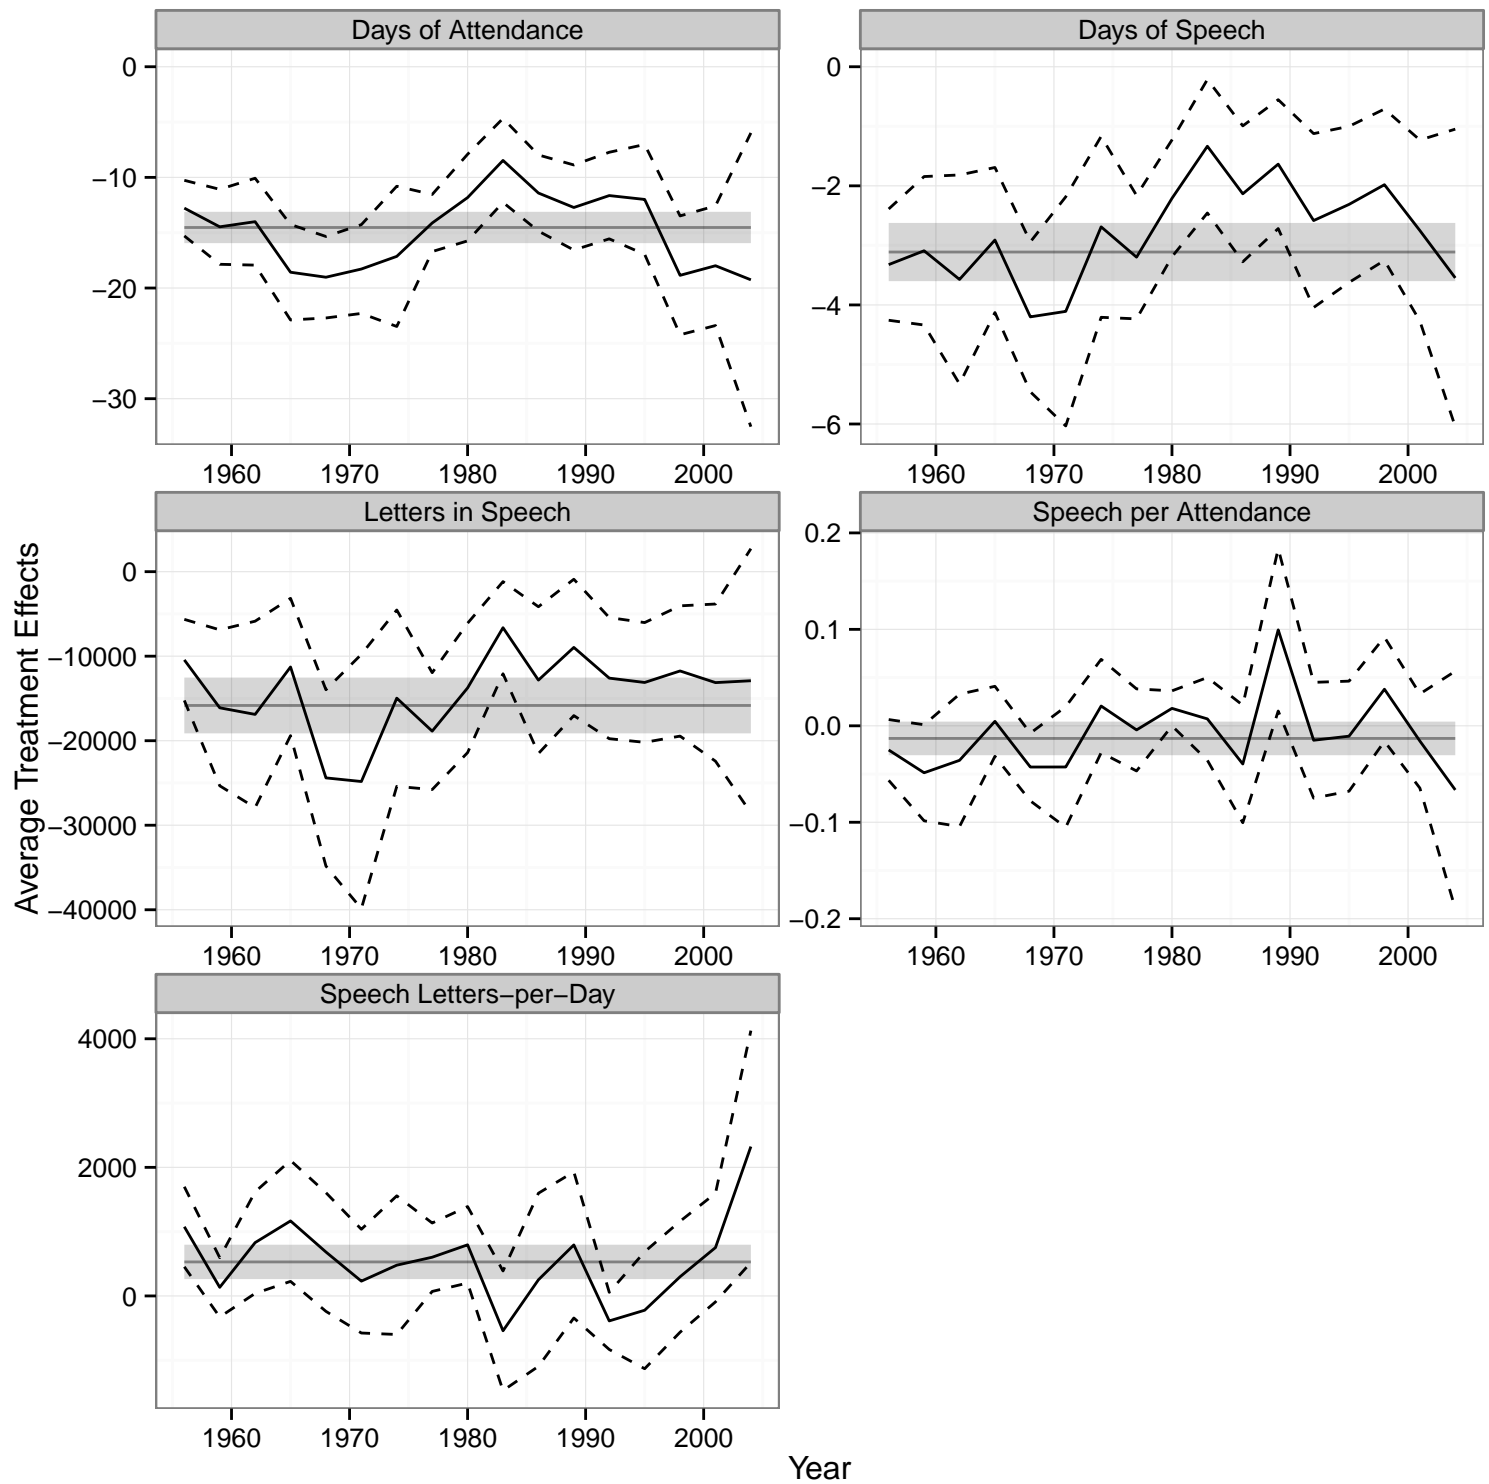 Days of Attendance
0
−10
−20
−30
1960 1970 1980 1990 2000
Days of Speech
0
−2
−4
−6
1960 1970 1980 1990 2000
Average Treatment Effects
Letters in Speech
0
−10000
−20000
−30000
−40000
1960 1970 1980 1990 2000
Speech per Attendance
0.2
0.1
0.0
−0.1
−0.2
1960 1970 1980 1990 2000
Speech Letters−per−Day
4000
2000
0
1960 1970 1980 1990 2000
Year